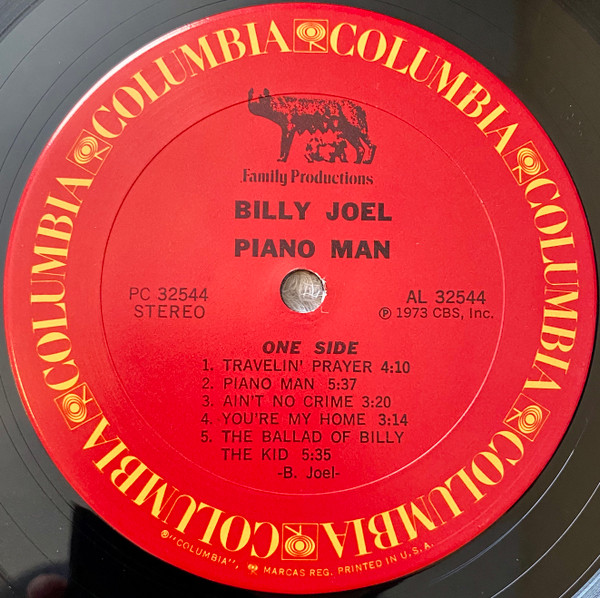 COLUMBIA COLUMBIA COLUMBIA COLUMBIA COLUMBIA COLUMBIA COLUMBIA COLUMBIA
Family Productions
BILLY JOEL
PIANO MAN
PC 32544
STEREO
AL 32544
Ⓟ 1973 CBS, Inc.
ONE SIDE
1. TRAVELIN' PRAYER 4:10
2. PIANO MAN 5:37
3. AIN'T NO CRIME 3:20
4. YOU'RE MY HOME 3:14
5. THE BALLAD OF BILLY
THE KID 5:35
-B. Joel-
® "COLUMBIA", MARCAS REG. PRINTED IN U.S.A.